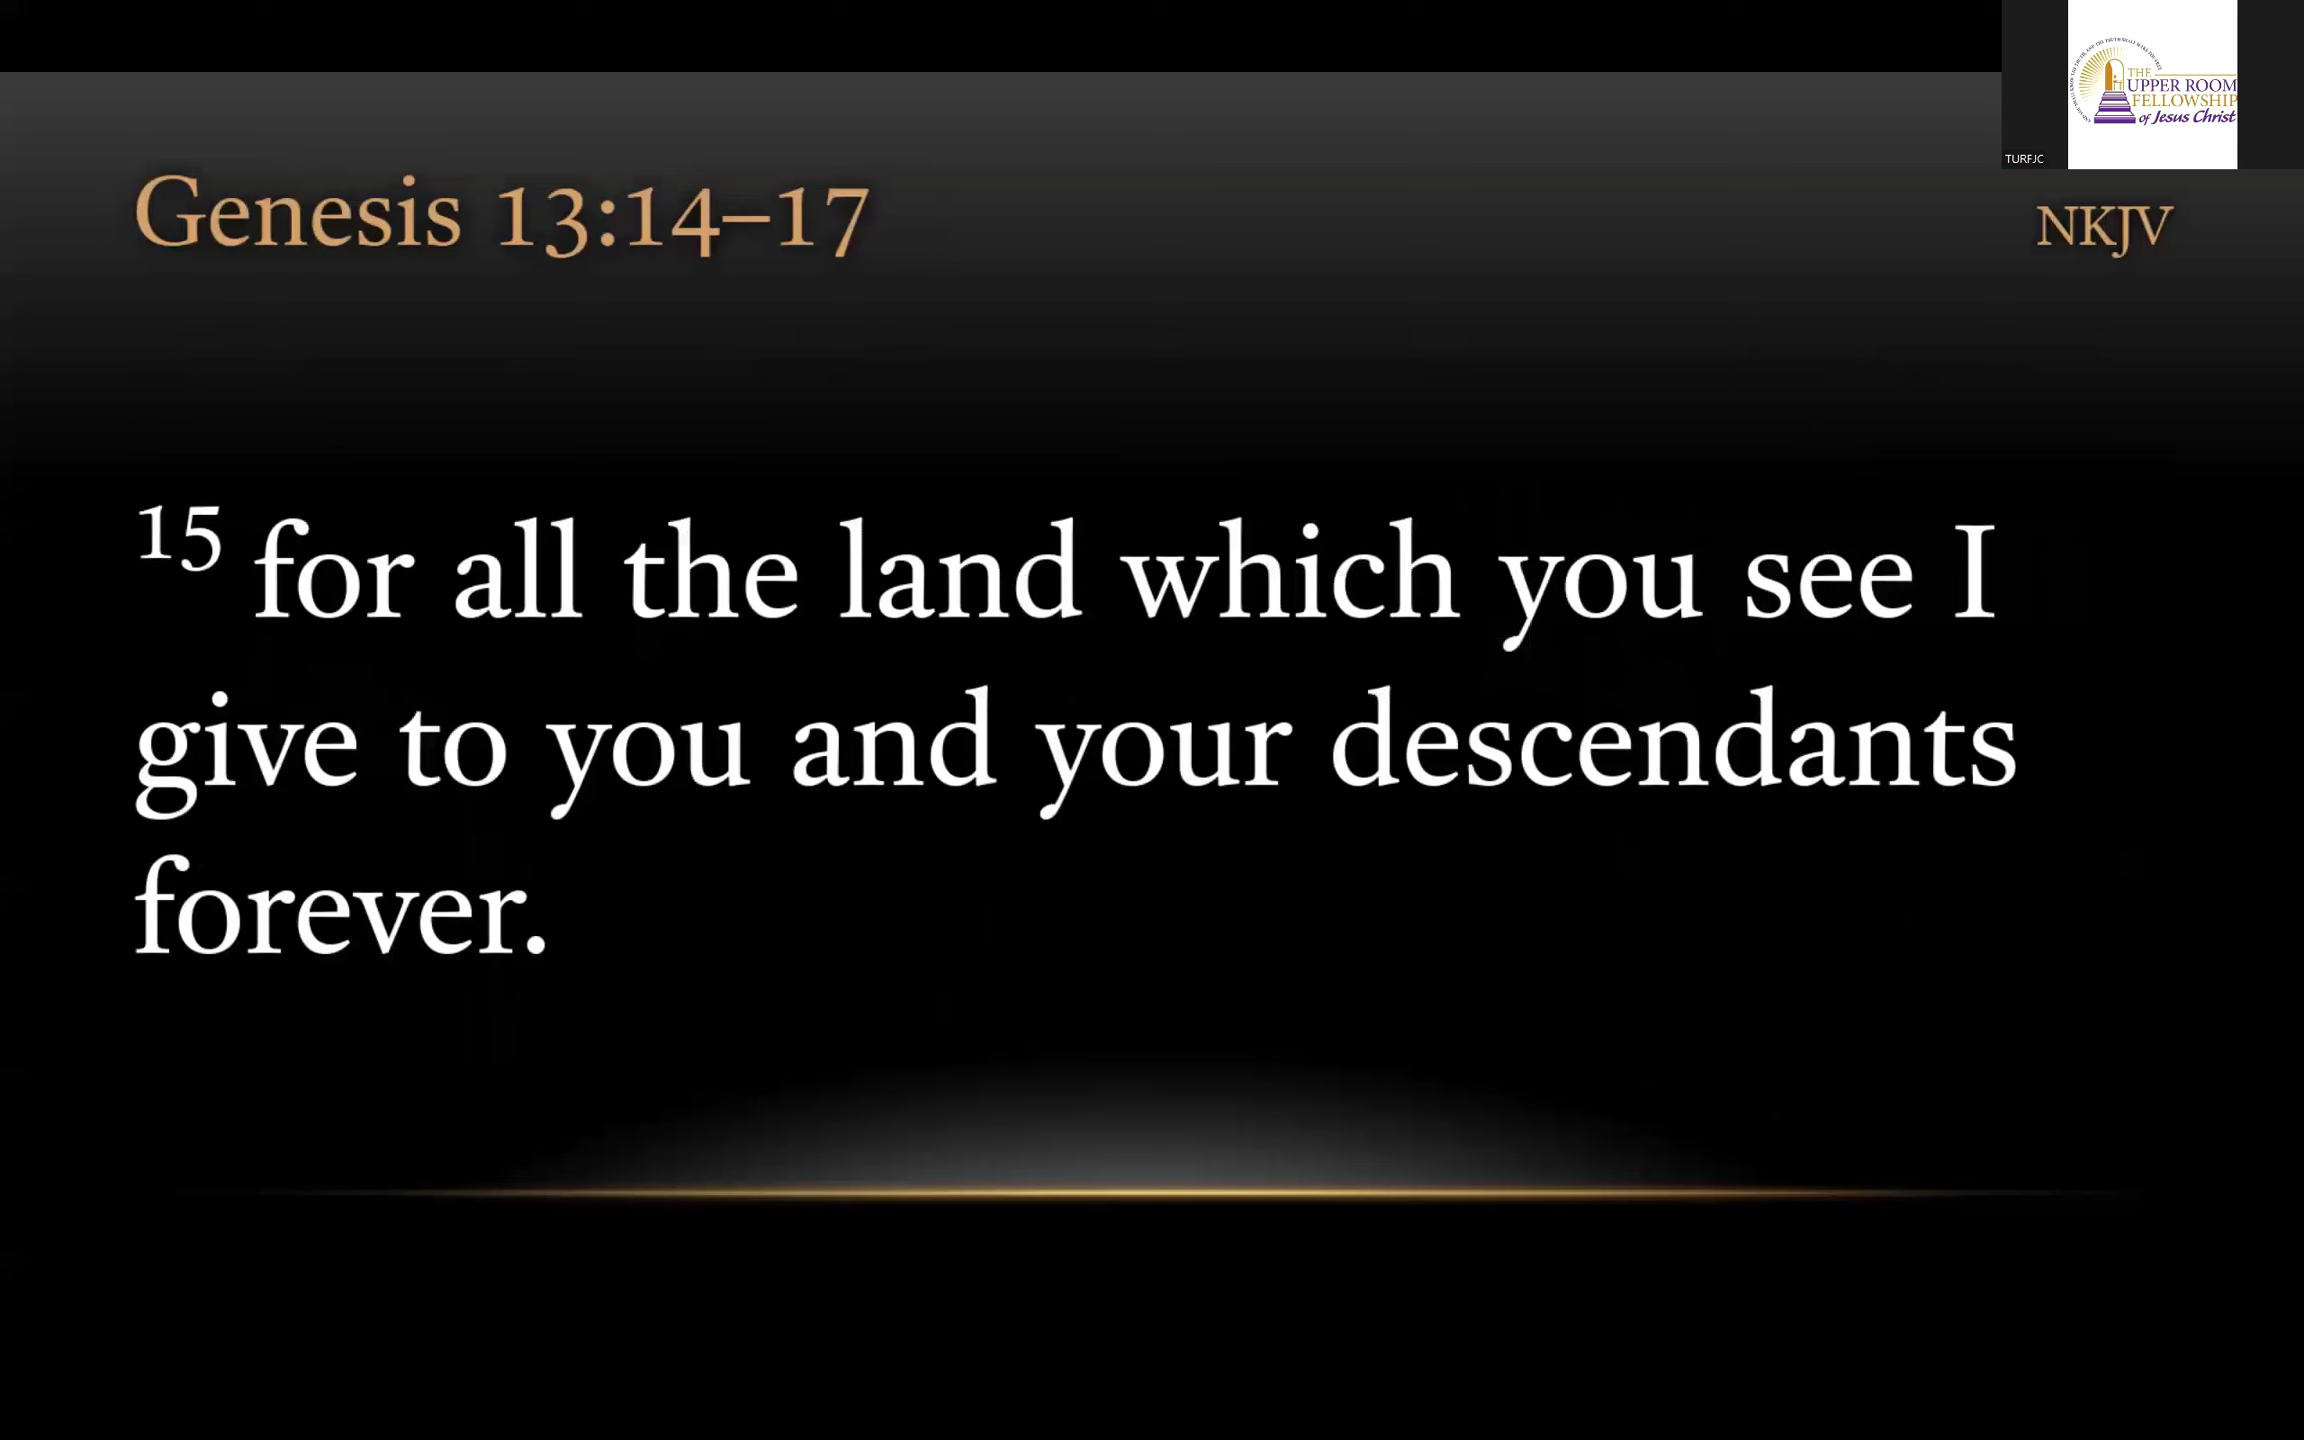 Genesis 13:14–17
NKJV
15 for all the land which you see I
give to you and your descendants
forever.
THE
UPPER ROOM
FELLOWSHIP
of Jesus Christ
TURFJC